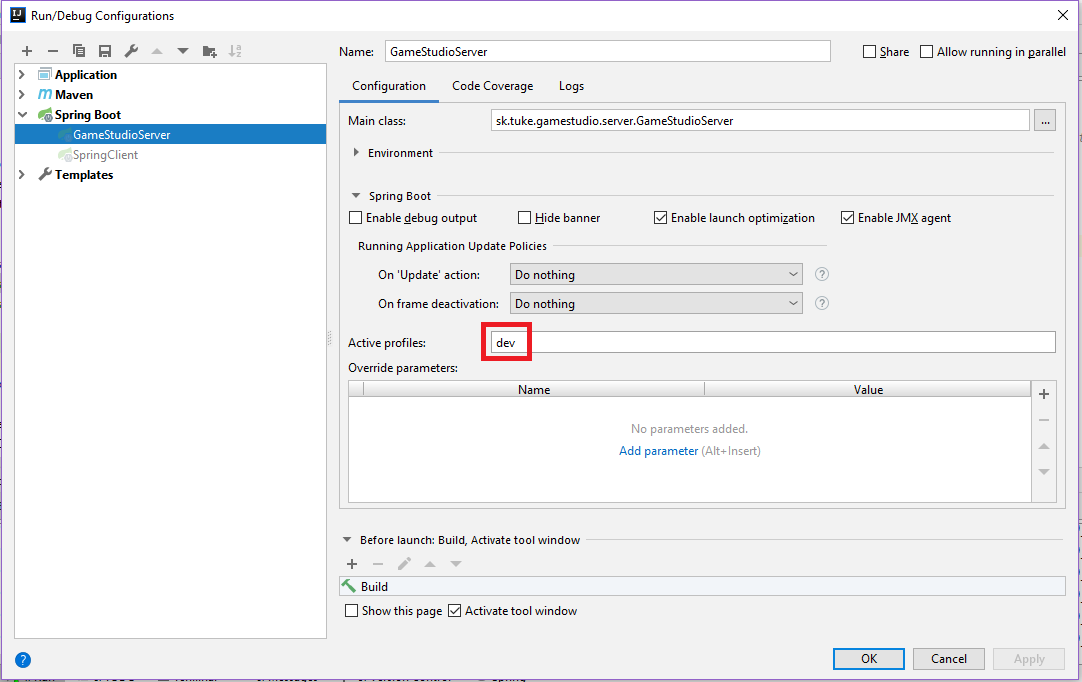 Run/Debug Configurations
Name: GameStudioServer Share Allow running in parallel
Application
Maven
Spring Boot
GameStudioServer
SpringClient
Templates
Configuration Code Coverage Logs
Main class: sk.tuke.gamestudio.server.GameStudioServer ...
Environment
Spring Boot
Enable debug output Hide banner Enable launch optimization Enable JMX agent
Running Application Update Policies
On 'Update' action: Do nothing ?
On frame deactivation: Do nothing ?
Active profiles: dev
Override parameters:
Name Value
No parameters added.
Add parameter (Alt+Insert)
Before launch: Build, Activate tool window
Build
Show this page Activate tool window
? OK Cancel Apply